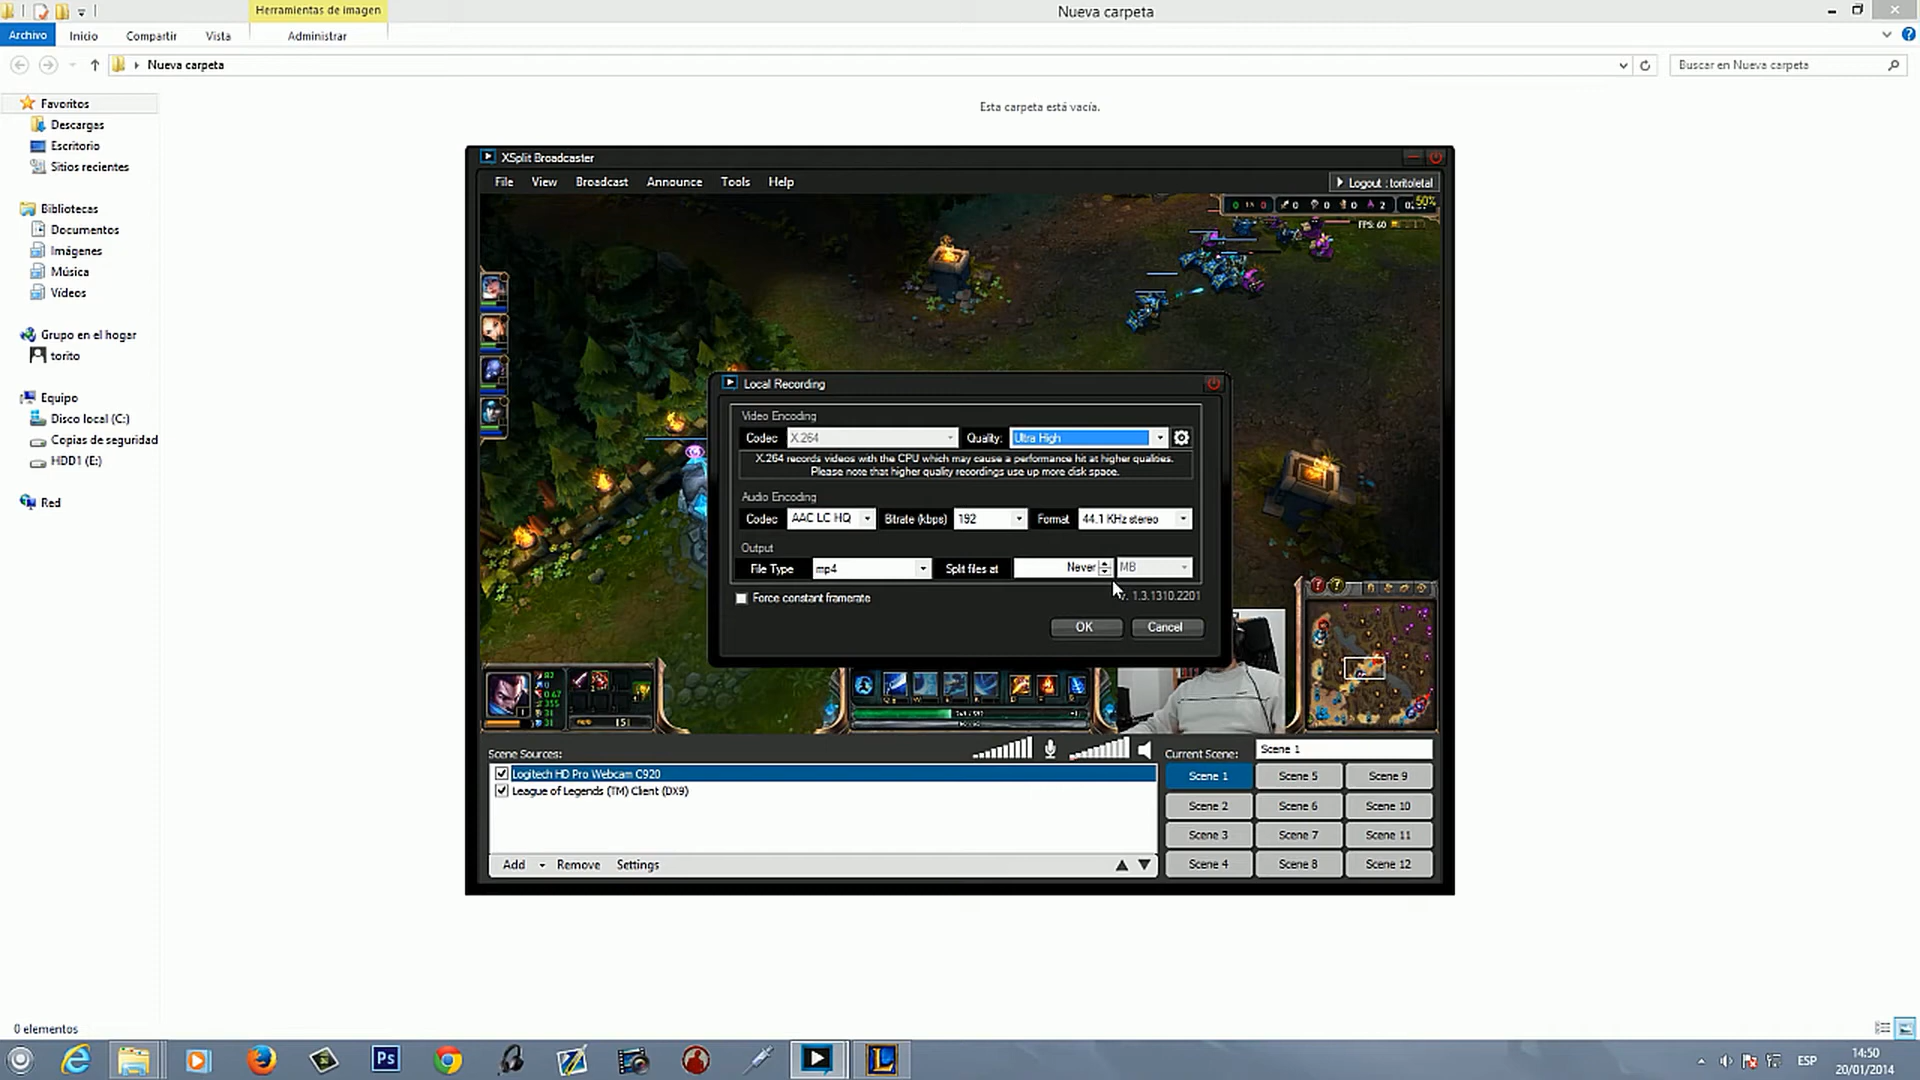 Herramientas de imagen
Nueva carpeta
Archivo
Inicio
Compartir
Vista
Administrar
Nueva carpeta
Buscar en Nueva carpeta
Favoritos
Descargas
Escritorio
Sitios recientes
Bibliotecas
Documentos
Imágenes
Música
Vídeos
Grupo en el hogar
torito
Equipo
Disco local (C:)
Copias de seguridad
HDD1 (E:)
Red
Esta carpeta está vacía.
XSplit Broadcaster
File View Broadcast Announce Tools Help
Logout : toritoletal
50%
FPS: 60
Local Recording
Video Encoding
Codec X.264 Quality: Ultra High
X.264 records videos with the CPU which may cause a performance hit at higher qualities.
Please note that higher quality recordings use up more disk space.
Audio Encoding
Codec AAC LC HQ Bitrate (kbps) 192 Format 44.1 KHz stereo
Output
File Type mp4 Split files at Never MB
Force constant framerate
1.3.1310.2201
OK Cancel
151
Scene Sources:
Logitech HD Pro Webcam C920
League of Legends (TM) Client (DX9)
Add Remove Settings
Current Scene: Scene 1
Scene 1 Scene 5 Scene 9
Scene 2 Scene 6 Scene 10
Scene 3 Scene 7 Scene 11
Scene 4 Scene 8 Scene 12
0 elementos
Ps
L
ESP
14:50
20/01/2014